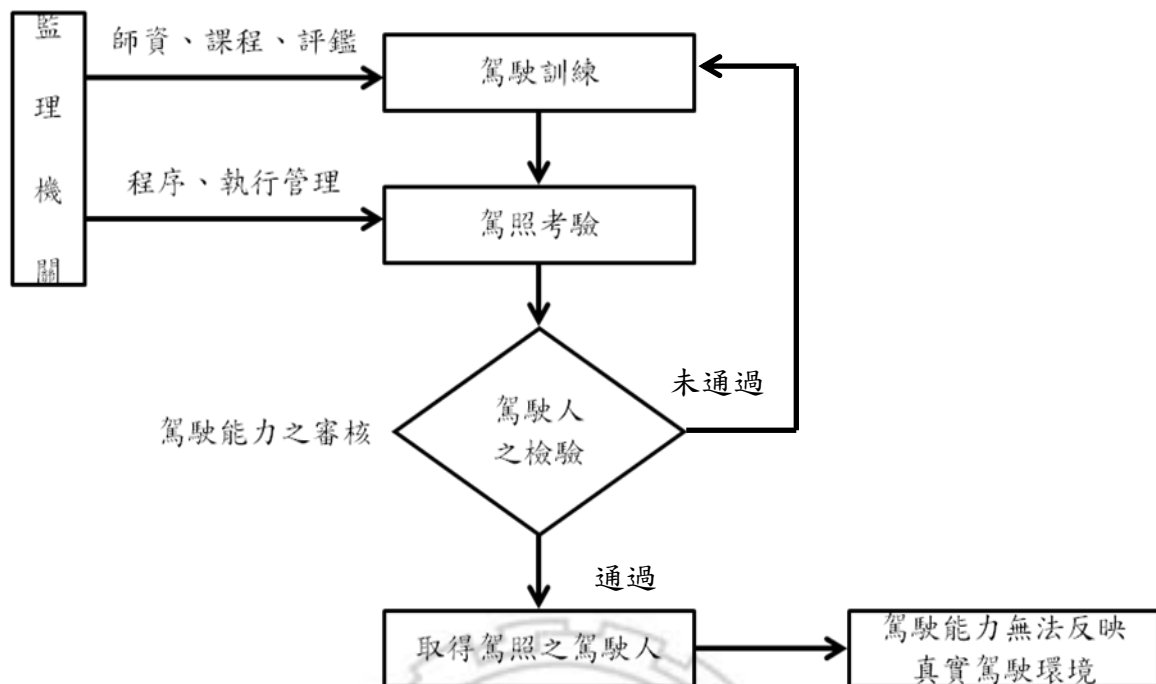 監理機關
師資、課程、評鑑
駕駛訓練
程序、執行管理
駕照考驗
未通過
駕駛能力之審核
駕駛人
之檢驗
通過
取得駕照之駕駛人
駕駛能力無法反映
真實駕駛環境